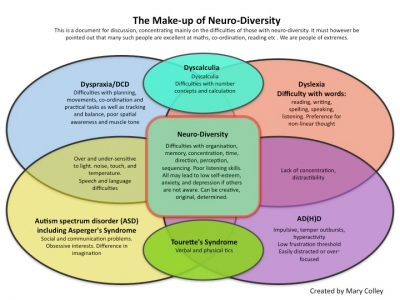 The Make-up of Neuro-Diversity
This is a document for discussion, concentrating mainly on the difficulties of those with neuro-diversity. It must however be
pointed out that many such people are excellent at maths, co-ordination, reading etc . We are people of extremes.
Dyspraxia/DCD
Difficulties with planning,
movements, co-ordination and
practical tasks as well as tracking
and balance, poor spatial
awareness and muscle tone
Dyscalculia
Dyscalculia
Difficulties with number
concepts and calculation
Dyslexia
Difficulty with words:
reading, writing,
spelling, speaking,
listening. Preference for
non-linear thought
Neuro-Diversity
Difficulties with organisation,
memory, concentration, time,
direction, perception,
sequencing. Poor listening skills.
All may lead to low self-esteem,
anxiety, and depression if others
are not aware. Can be creative,
original, determined.
Over and under-sensitive
to light. noise, touch, and
temperature.
Speech and language
difficulties
Lack of concentration,
distractibility
Autism spectrum disorder (ASD)
including Asperger's Syndrome
Social and communication problems.
Obsessive interests. Difference in
imagination
Tourette's Syndrome
Verbal and physical tics
AD(H)D
Impulsive, temper outbursts,
hyperactivity
Low frustration threshold
Easily distracted or over-
focused
Created by Mary Colley